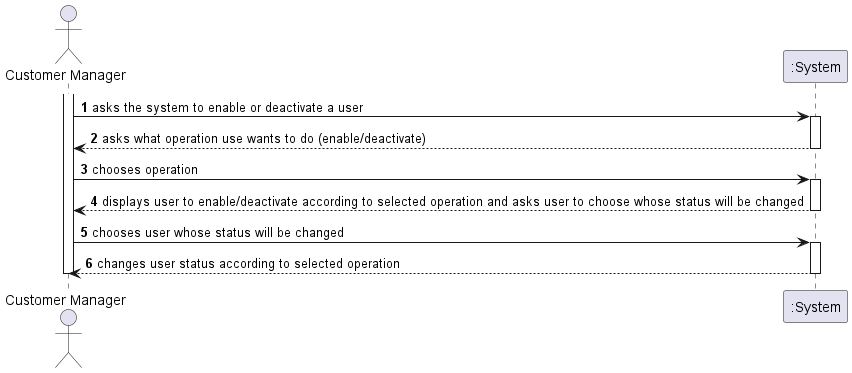 Customer Manager
:System
1 asks the system to enable or deactivate a user
2 asks what operation use wants to do (enable/deactivate)
3 chooses operation
4 displays user to enable/deactivate according to selected operation and asks user to choose whose status will be changed
5 chooses user whose status will be changed
6 changes user status according to selected operation
Customer Manager
:System